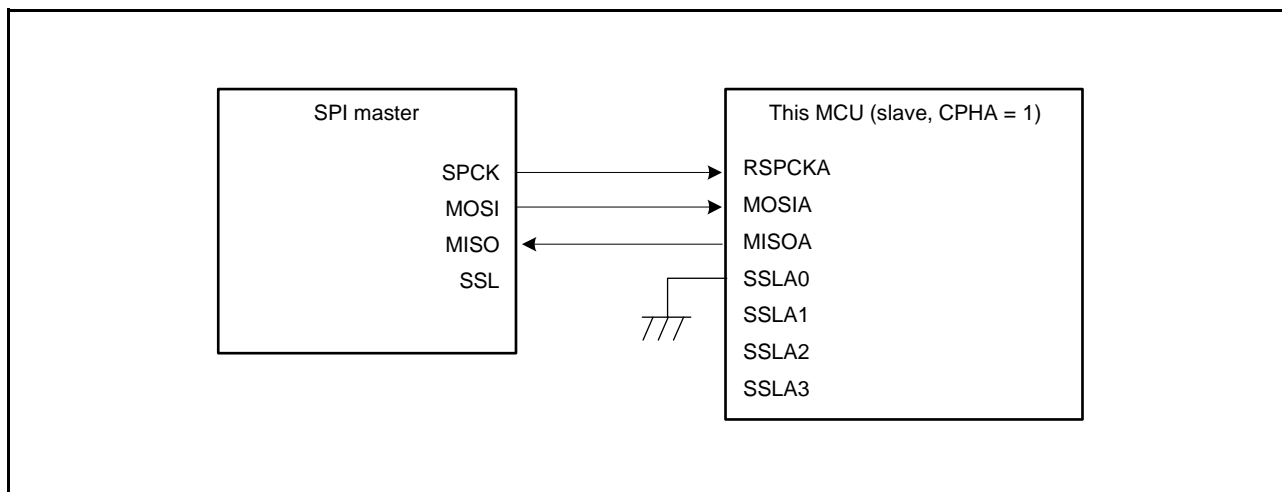 SPI master
SPCK
MOSI
MISO
SSL
This MCU (slave, CPHA = 1)
RSPCKA
MOSIA
MISOA
SSLA0
SSLA1
SSLA2
SSLA3